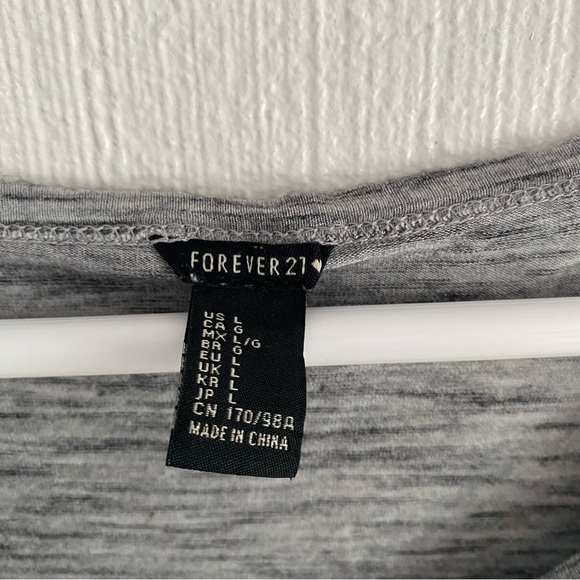 FOREVER 21
US L
CA G
MX L/G
BR G
EU L
UK L
KR L
JP L
CN 170/98A
MADE IN CHINA